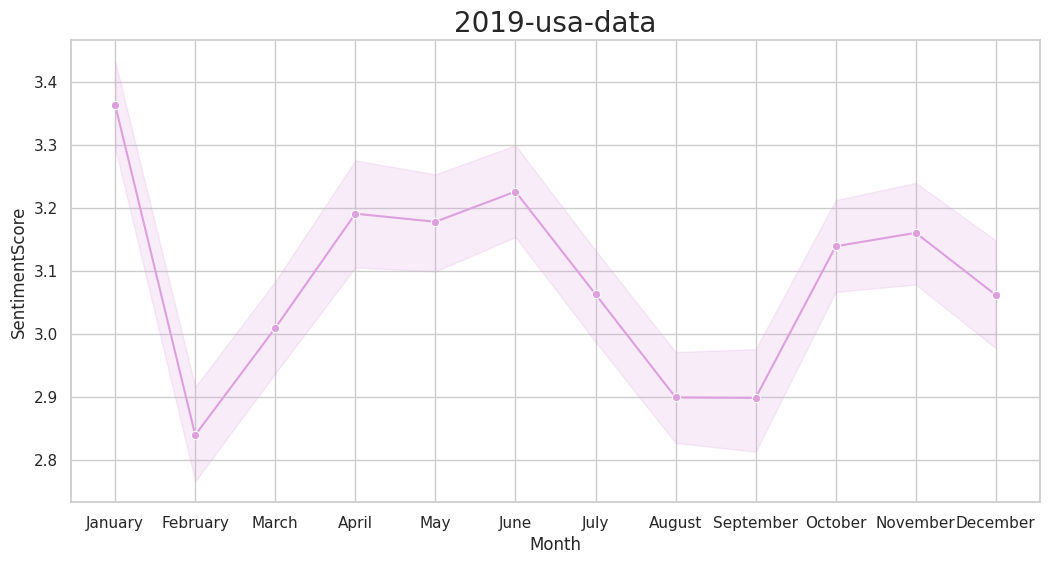 2019-usa-data
3.4
3.3
3.2
3.1
3.0
2.9
2.8
SentimentScore
January February March April May June July August September October November December
Month